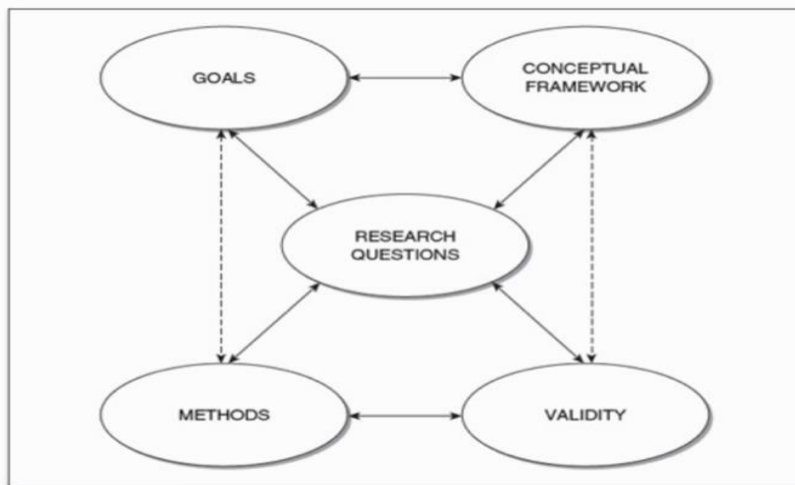 GOALS
CONCEPTUAL
FRAMEWORK
RESEARCH
QUESTIONS
METHODS
VALIDITY